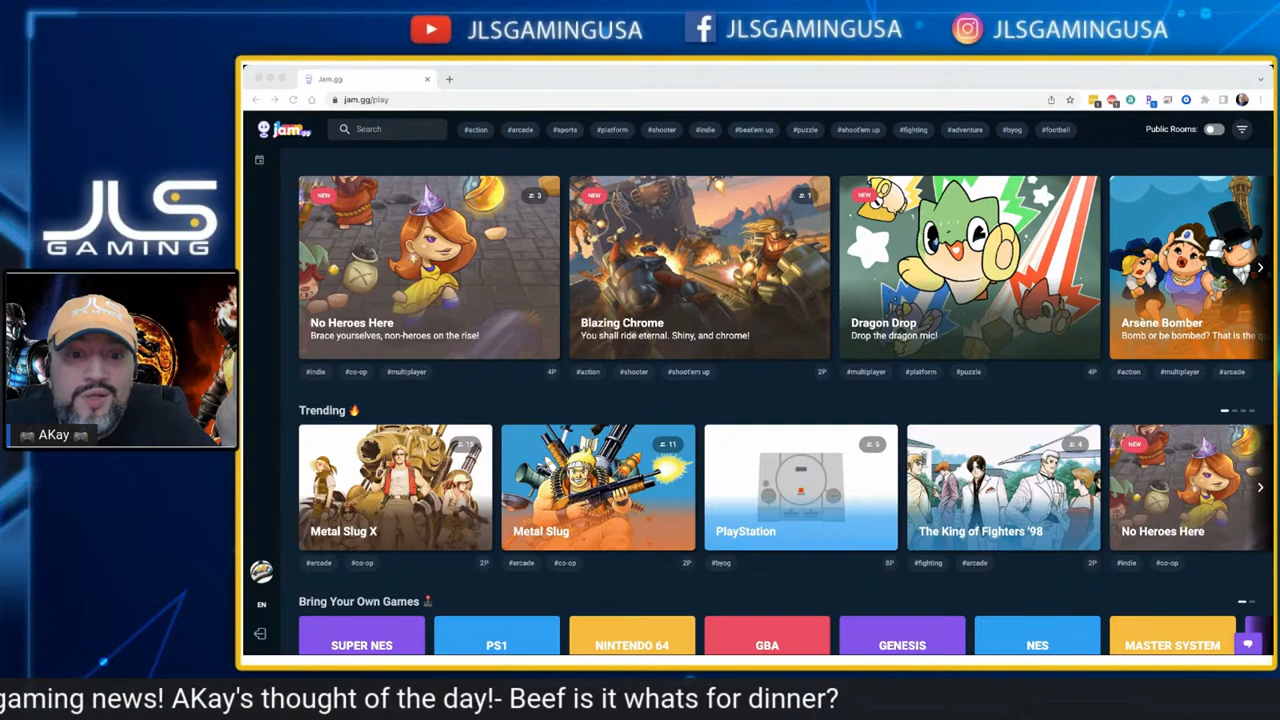 JLSGAMINGUSA
JLSGAMINGUSA
JLSGAMINGUSA
Jam.gg
jam.gg/play
jam.gg
Search
#action
#arcade
#sports
#platform
#shooter
#indie
#beat'em up
#puzzle
#shoot'em up
#fighting
#adventure
#byog
#football
Public Rooms:
JLS
GAMING
NEW
3
No Heroes Here
Brace yourselves, non-heroes on the rise!
#indie #co-op #multiplayer 4P
NEW
1
Blazing Chrome
You shall ride eternal. Shiny, and chrome!
#action #shooter #shoot'em up 2P
NEW
Dragon Drop
Drop the dragon mic!
#multiplayer #platform #puzzle 4P
Arsène Bomber
Bomb or be bombed? That is the
#action #multiplayer #arcade
JLS
GAMING
AKay
Trending
15
Metal Slug X
#arcade #co-op 2P
11
Metal Slug
#arcade #co-op 2P
5
PlayStation
#byog 8P
4
The King of Fighters '98
#fighting #arcade 2P
NEW
No Heroes Here
#indie #co-op
EN
Bring Your Own Games
SUPER NES
PS1
NINTENDO 64
GBA
GENESIS
NES
MASTER SYSTEM
gaming news! AKay's thought of the day!- Beef is it whats for dinner?